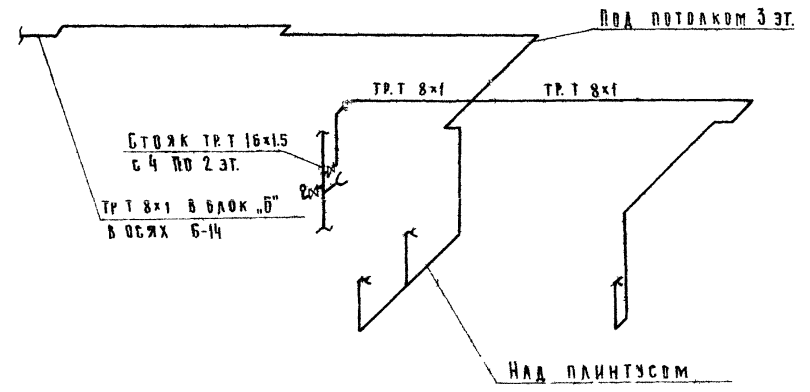 Под потолком 3 эт.
тр. т 8×1 тр. т 8×1
Стояк тр. т 16×1.5
с 4 по 2 эт.
тр т 8×1 в блок „Б"
в осях 6-14
Над плинтусом